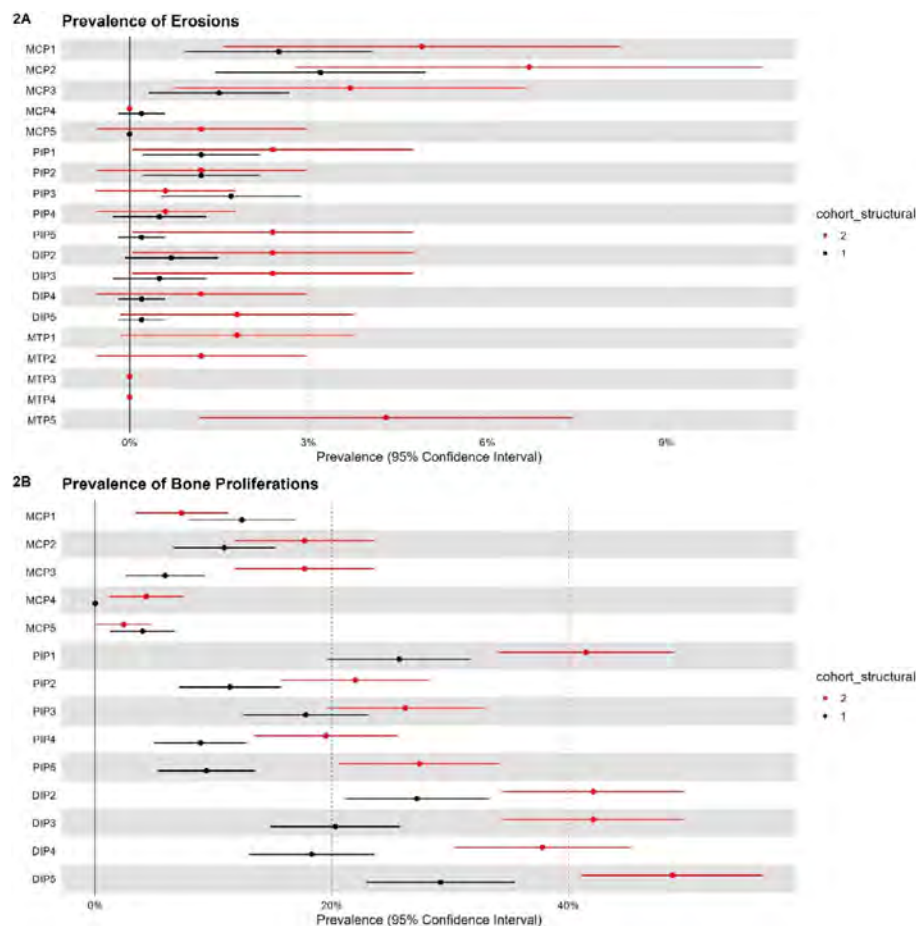 2A Prevalence of Erosions
MCP1
MCP2
MCP3
MCP4
MCP5
PIP1
PIP2
PIP3
PIP4
PIP5
DIP2
DIP3
DIP4
DIP5
MTP1
MTP2
MTP3
MTP4
MTP5
0% 3% 6% 9%
Prevalence (95% Confidence Interval)
cohort_structural
2
1
2B Prevalence of Bone Proliferations
MCP1
MCP2
MCP3
MCP4
MCP5
PIP1
PIP2
PIP3
PIP4
PIP5
DIP2
DIP3
DIP4
DIP5
0% 20% 40%
Prevalence (95% Confidence Interval)
cohort_structural
2
1